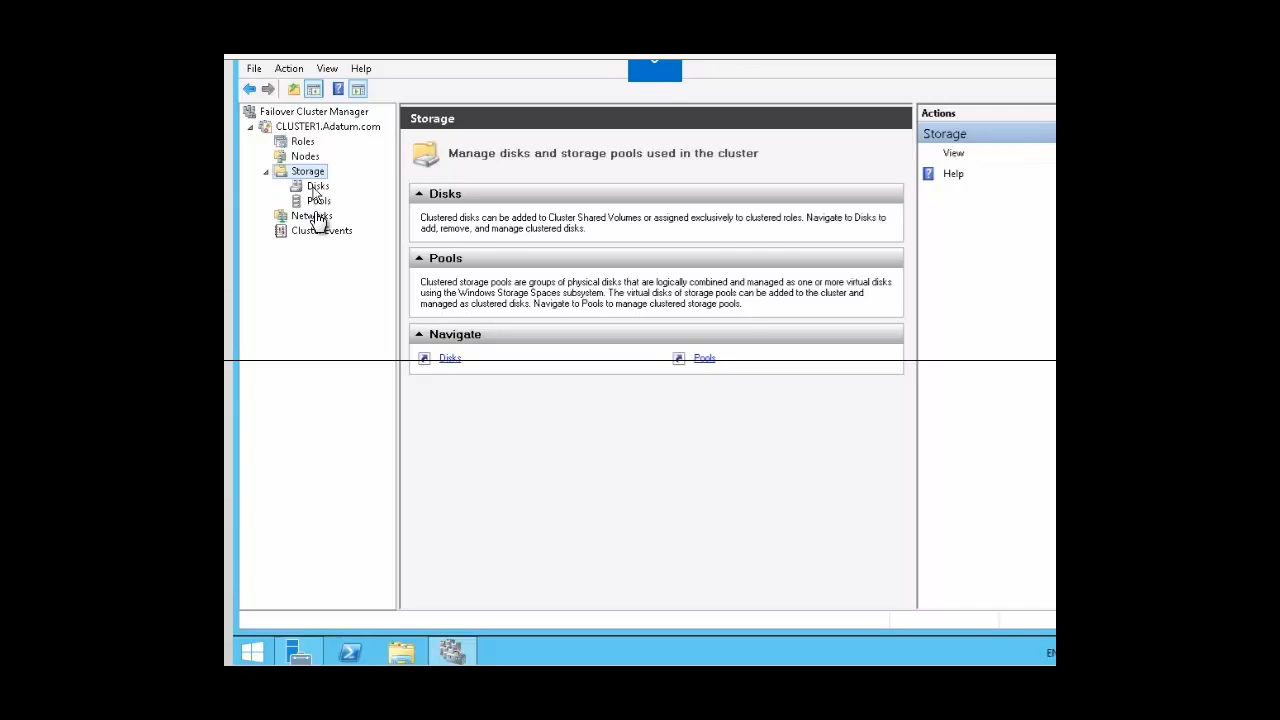 File Action View Help
Failover Cluster Manager
CLUSTER1.Adatum.com
Roles
Nodes
Storage
Disks
Pools
Networks
Cluster Events
Storage
Manage disks and storage pools used in the cluster
Disks
Clustered disks can be added to Cluster Shared Volumes or assigned exclusively to clustered roles. Navigate to Disks to
add, remove, and manage clustered disks.
Pools
Clustered storage pools are groups of physical disks that are logically combined and managed as one or more virtual disks
using the Windows Storage Spaces subsystem. The virtual disks of storage pools can be added to the cluster and
managed as clustered disks. Navigate to Pools to manage clustered storage pools.
Navigate
Disks Pools
Actions
Storage
View
Help
EN